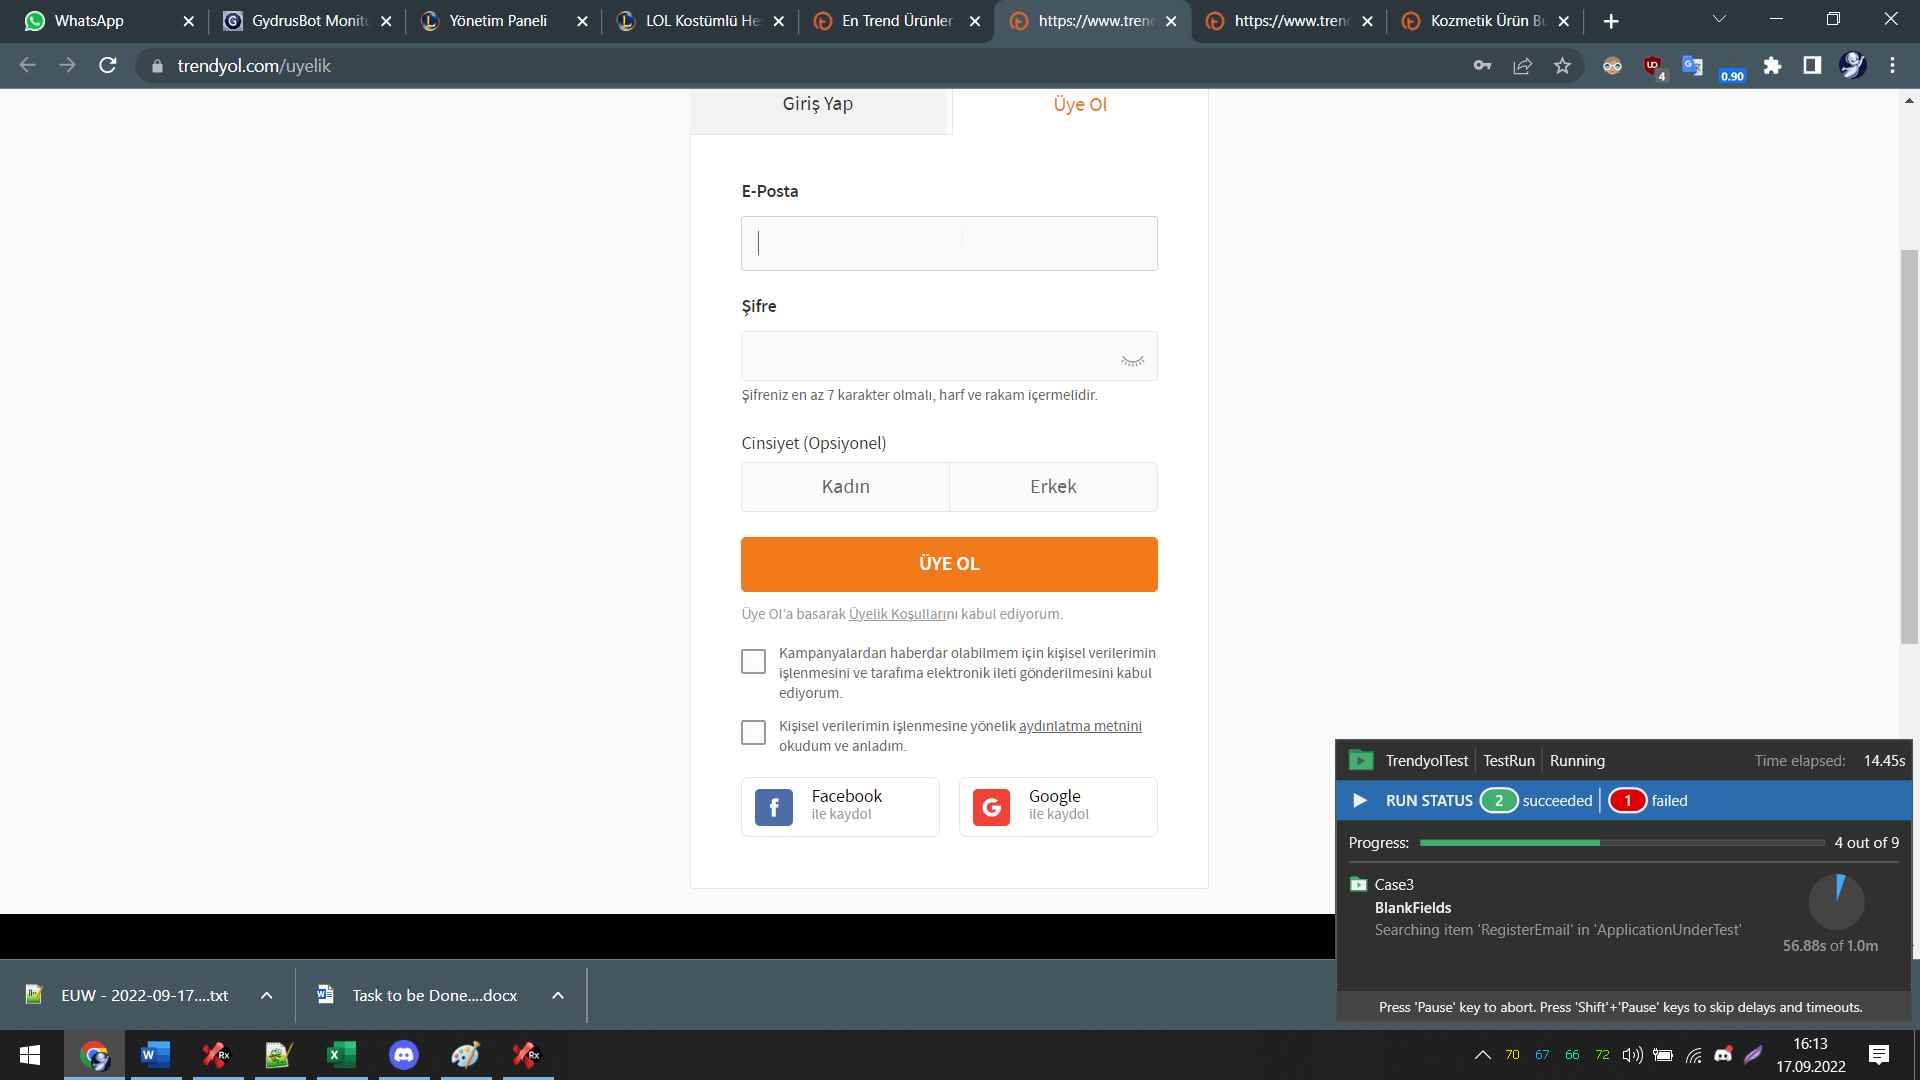 WhatsApp
GydrusBot Monit
Yönetim Paneli
LOL Kostümlü He
En Trend Ürünler
https://www.tren
https://www.tren
Kozmetik Ürün Bu
trendyol.com/uyelik
4
0.90
Giriş Yap
Üye Ol
E-Posta
Şifre
Şifreniz en az 7 karakter olmalı, harf ve rakam içermelidir.
Cinsiyet (Opsiyonel)
Kadın
Erkek
ÜYE OL
Üye Ol'a basarak Üyelik Koşullarını kabul ediyorum.
Kampanyalardan haberdar olabilmem için kişisel verilerimin
işlenmesini ve tarafıma elektronik ileti gönderilmesini kabul
ediyorum.
Kişisel verilerimin işlenmesine yönelik aydınlatma metnini
okudum ve anladım.
Facebook
ile kaydol
Google
ile kaydol
TrendyolTest
TestRun
Running
Time elapsed: 14.45s
RUN STATUS 2 succeeded 1 failed
Progress: 4 out of 9
Case3
BlankFields
Searching item 'RegisterEmail' in 'ApplicationUnderTest'
56.88s of 1.0m
Press 'Pause' key to abort. Press 'Shift'+'Pause' keys to skip delays and timeouts.
EUW - 2022-09-17....txt
Task to be Done....docx
70 67 66 72
16:13
17.09.2022